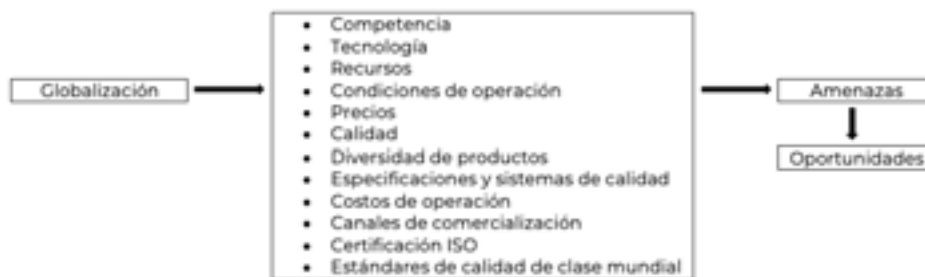 Globalización
• Competencia
• Tecnología
• Recursos
• Condiciones de operación
• Precios
• Calidad
• Diversidad de productos
• Especificaciones y sistemas de calidad
• Costos de operación
• Canales de comercialización
• Certificación ISO
• Estándares de calidad de clase mundial
Amenazas
Oportunidades